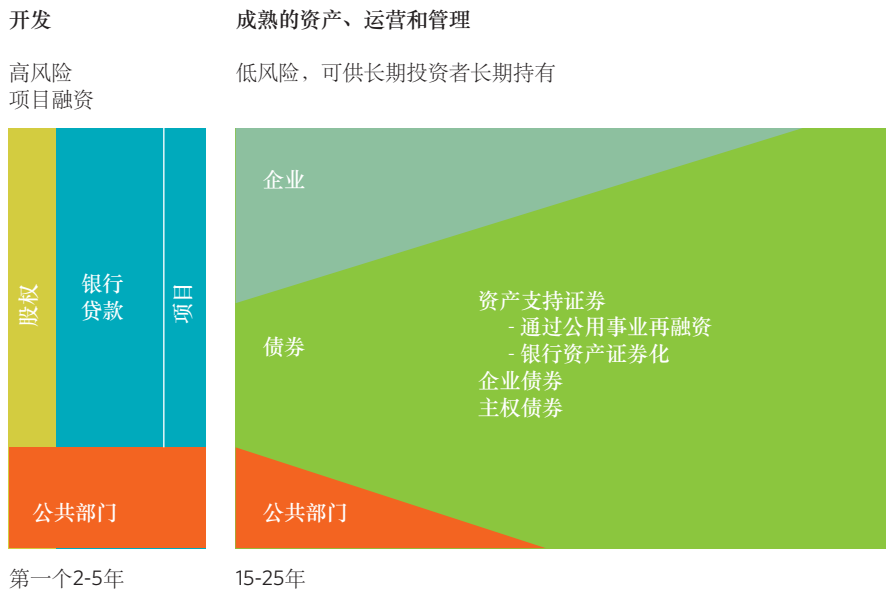 开发
高风险
项目融资
股权
银行
贷款
项目
公共部门
第一个2-5年
成熟的资产、运营和管理
低风险，可供长期投资者长期持有
企业
债券
资产支持证券
- 通过公用事业再融资
- 银行资产证券化
企业债券
主权债券
公共部门
15-25年